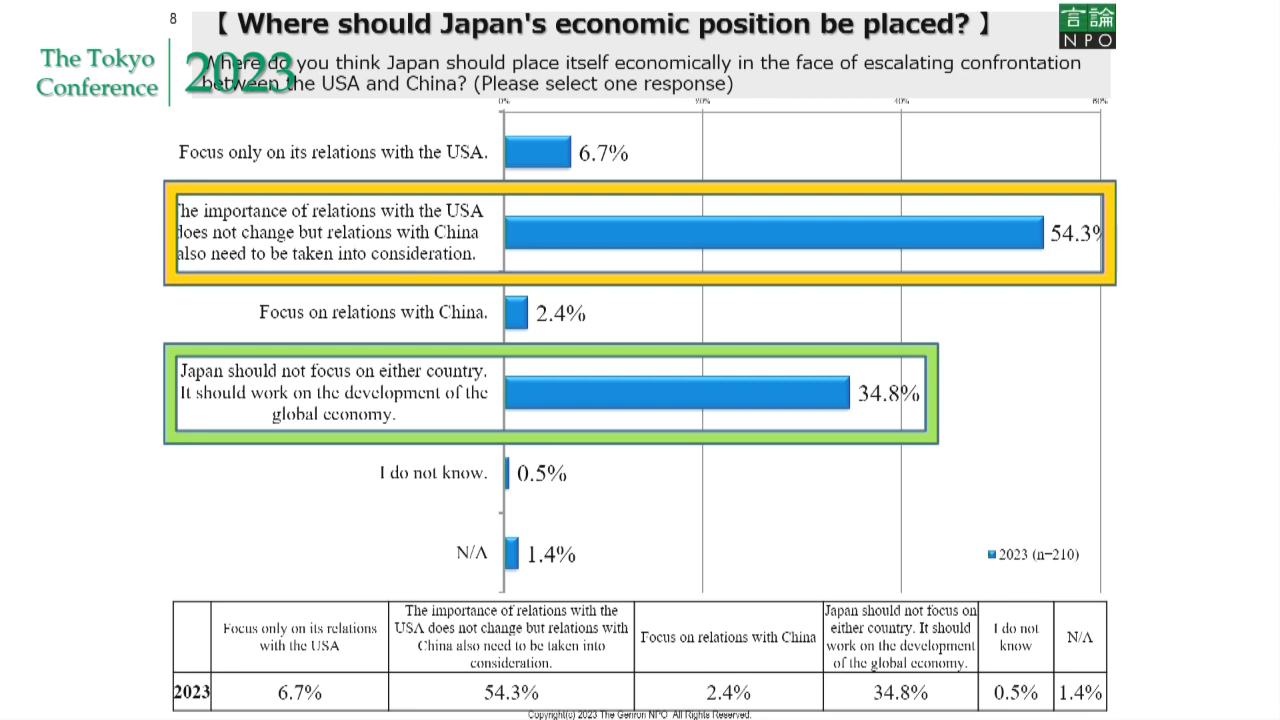 8
【 Where should Japan's economic position be placed? 】
言論
NPO
The Tokyo
Conference
2023
Where do you think Japan should place itself economically in the face of escalating confrontation
between the USA and China? (Please select one response)
0% 20% 40% 60%
Focus only on its relations with the USA. 6.7%
The importance of relations with the USA
does not change but relations with China
also need to be taken into consideration.
54.3%
Focus on relations with China. 2.4%
Japan should not focus on either country.
It should work on the development of the
global economy.
34.8%
I do not know. 0.5%
N/A 1.4%
2023 (n=210)
Focus only on its relations
with the USA
The importance of relations with the
USA does not change but relations with
China also need to be taken into
consideration.
Focus on relations with China
Japan should not focus on
either country. It should
work on the development
of the global economy.
I do not
know
N/A
2023 6.7% 54.3% 2.4% 34.8% 0.5% 1.4%
Copyright(c) 2023 The Genron NPO All Rights Reserved.